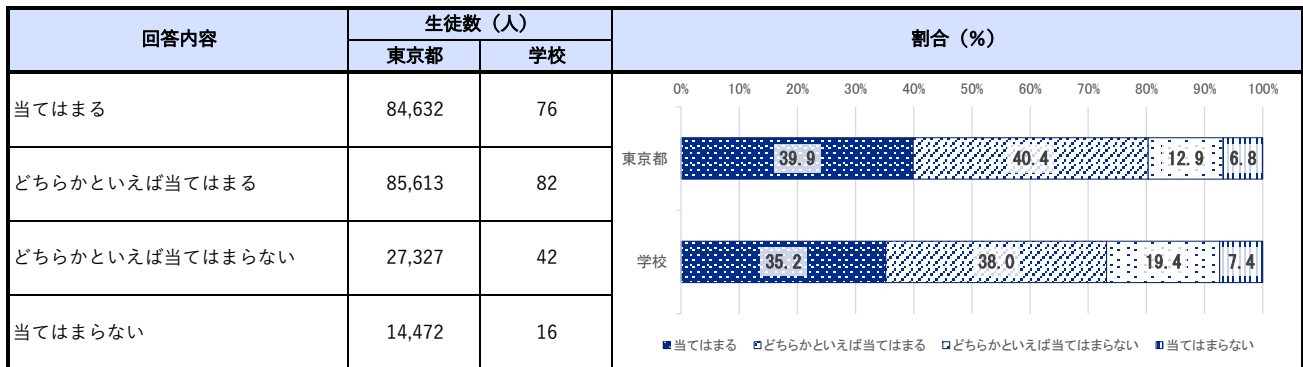 回答内容 生徒数（人） 割合（%）
東京都 学校
当てはまる 84,632 76
どちらかといえば当てはまる 85,613 82
どちらかといえば当てはまらない 27,327 42
当てはまらない 14,472 16
0% 10% 20% 30% 40% 50% 60% 70% 80% 90% 100%
東京都 39.9 40.4 12.9 6.8
学校 35.2 38.0 19.4 7.4
当てはまる どちらかといえば当てはまる どちらかといえば当てはまらない 当てはまらない